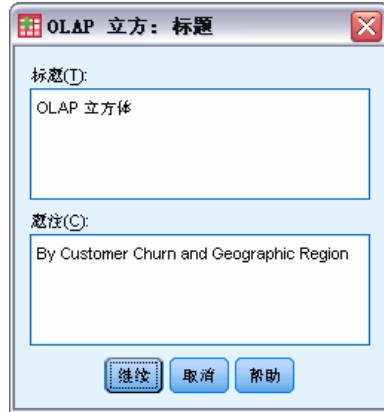 OLAP 立方：标题
标题(T):
OLAP 立方体
题注(C):
By Customer Churn and Geographic Region
继续 取消 帮助